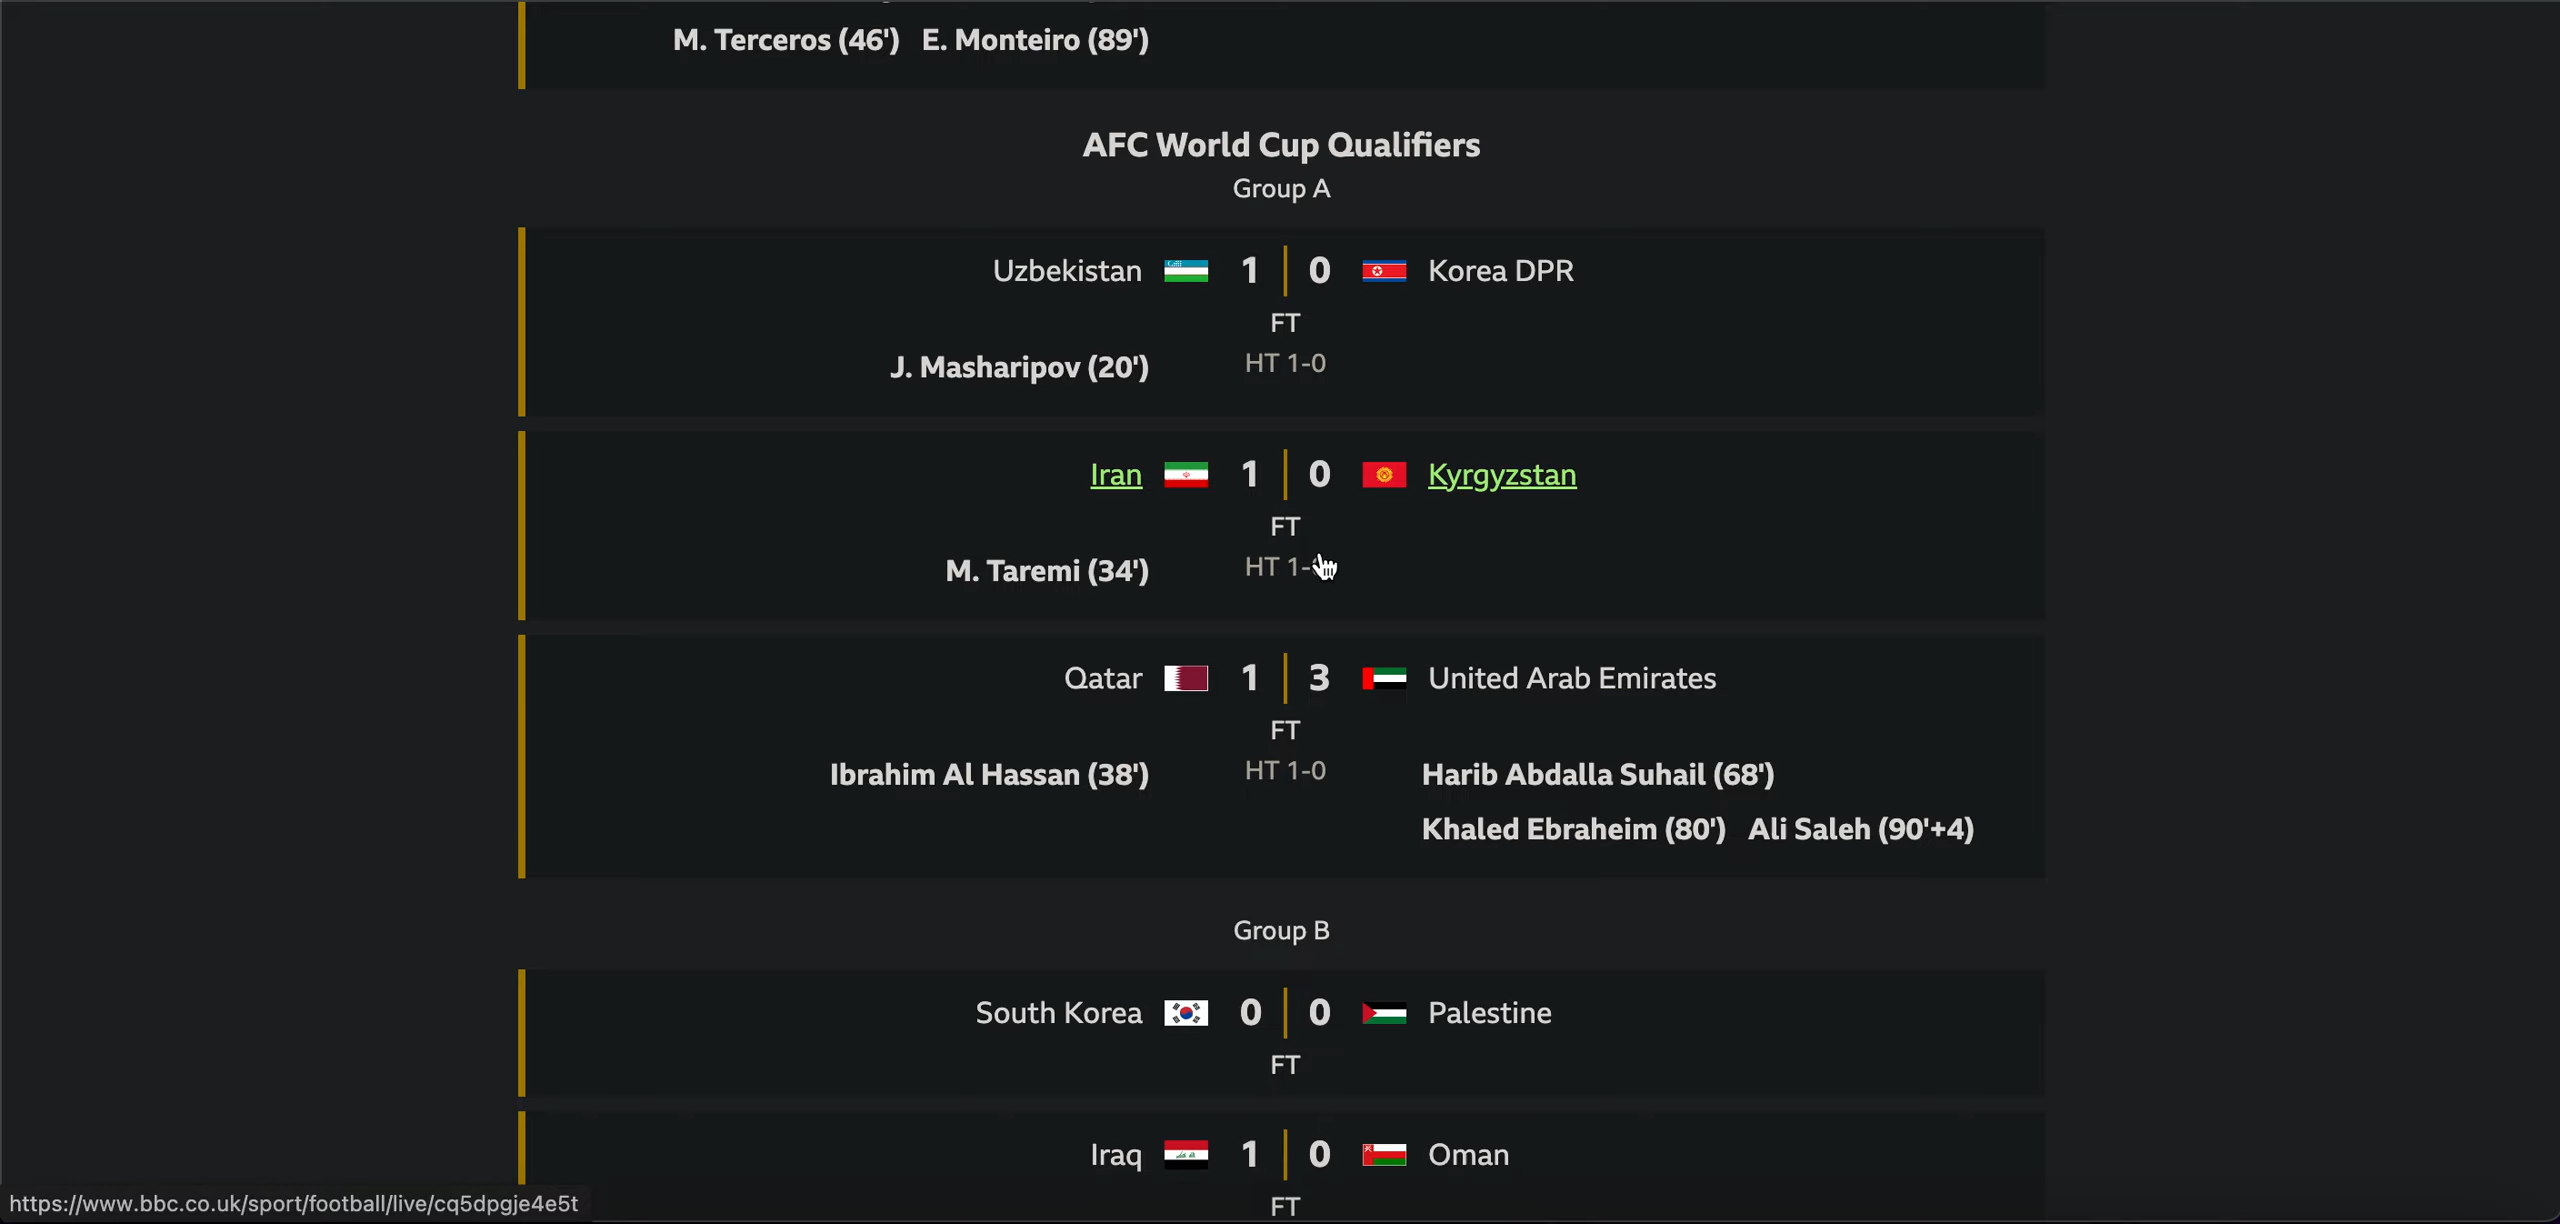 M. Terceros (46') E. Monteiro (89')
AFC World Cup Qualifiers
Group A
Uzbekistan 1 0 Korea DPR
FT
J. Masharipov (20') HT 1-0
Iran 1 0 Kyrgyzstan
FT
M. Taremi (34') HT 1-
Qatar 1 3 United Arab Emirates
FT
Ibrahim Al Hassan (38') HT 1-0 Harib Abdalla Suhail (68')
Khaled Ebraheim (80') Ali Saleh (90'+4)
Group B
South Korea 0 0 Palestine
FT
Iraq 1 0 Oman
FT
https://www.bbc.co.uk/sport/football/live/cq5dpgje4e5t